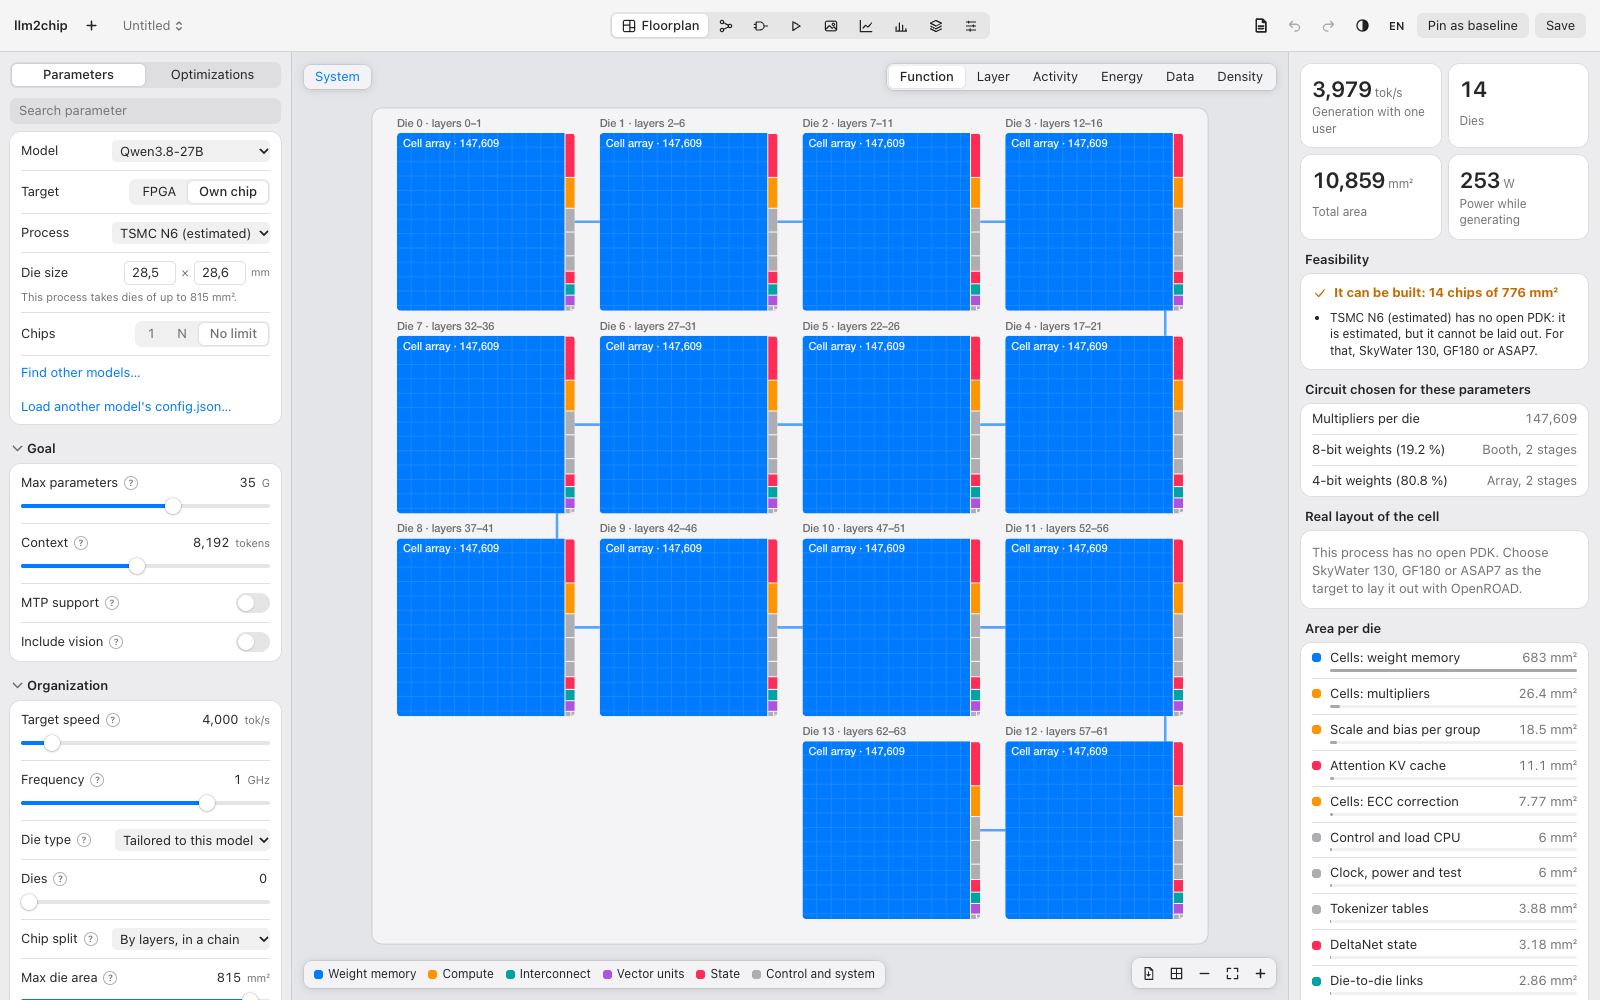 llm2chip
Untitled
Floorplan
EN
Pin as baseline
Save
Parameters
Optimizations
Search parameter
Model
Qwen3.8-27B
Target
FPGA
Own chip
Process
TSMC N6 (estimated)
Die size
28,5 × 28,6 mm
This process takes dies of up to 815 mm².
Chips
1
N
No limit
Find other models...
Load another model's config.json...
Goal
Max parameters ?
35 G
Context ?
8,192 tokens
MTP support ?
Include vision ?
Organization
Target speed ?
4,000 tok/s
Frequency ?
1 GHz
Die type ?
Tailored to this model
Dies ?
0
Chip split ?
By layers, in a chain
Max die area ?
815 mm²
System
Function
Layer
Activity
Energy
Data
Density
Die 0 · layers 0–1
Cell array · 147,609
Die 1 · layers 2–6
Cell array · 147,609
Die 2 · layers 7–11
Cell array · 147,609
Die 3 · layers 12–16
Cell array · 147,609
Die 7 · layers 32–36
Cell array · 147,609
Die 6 · layers 27–31
Cell array · 147,609
Die 5 · layers 22–26
Cell array · 147,609
Die 4 · layers 17–21
Cell array · 147,609
Die 8 · layers 37–41
Cell array · 147,609
Die 9 · layers 42–46
Cell array · 147,609
Die 10 · layers 47–51
Cell array · 147,609
Die 11 · layers 52–56
Cell array · 147,609
Die 13 · layers 62–63
Cell array · 147,609
Die 12 · layers 57–61
Cell array · 147,609
Weight memory
Compute
Interconnect
Vector units
State
Control and system
3,979 tok/s
Generation with one
user
14
Dies
10,859 mm²
Total area
253 W
Power while
generating
Feasibility
It can be built: 14 chips of 776 mm²
• TSMC N6 (estimated) has no open PDK: it
is estimated, but it cannot be laid out. For
that, SkyWater 130, GF180 or ASAP7.
Circuit chosen for these parameters
Multipliers per die
147,609
8-bit weights (19.2 %)
Booth, 2 stages
4-bit weights (80.8 %)
Array, 2 stages
Real layout of the cell
This process has no open PDK. Choose
SkyWater 130, GF180 or ASAP7 as the
target to lay it out with OpenROAD.
Area per die
Cells: weight memory
683 mm²
Cells: multipliers
26.4 mm²
Scale and bias per group
18.5 mm²
Attention KV cache
11.1 mm²
Cells: ECC correction
7.77 mm²
Control and load CPU
6 mm²
Clock, power and test
6 mm²
Tokenizer tables
3.88 mm²
DeltaNet state
3.18 mm²
Die-to-die links
2.86 mm²